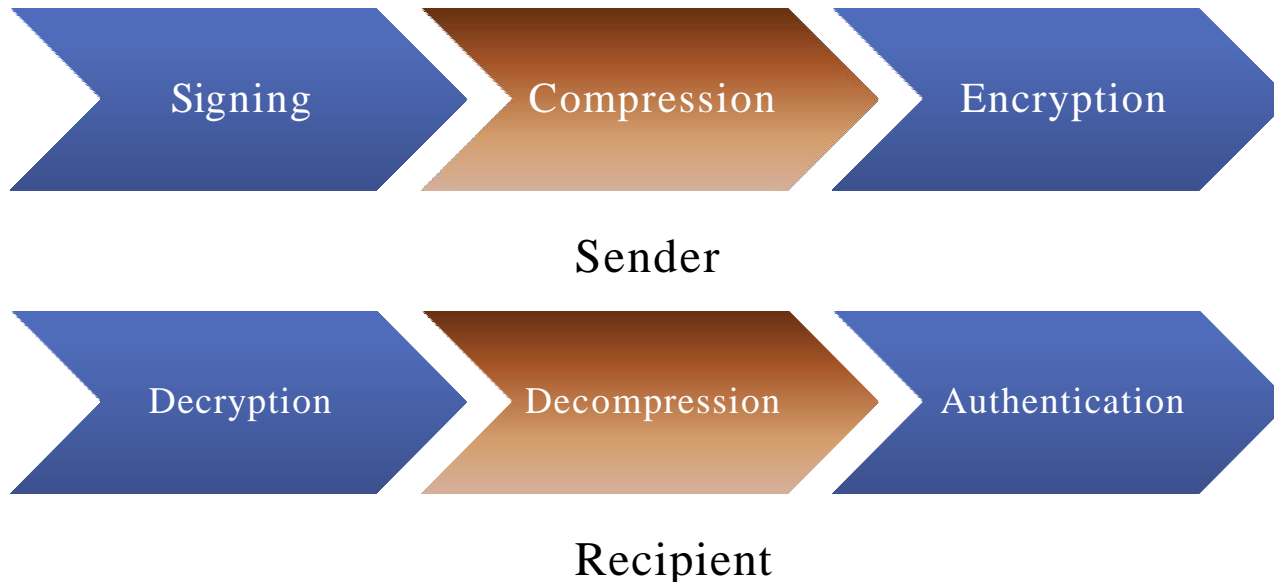 Signing Compression Encryption
Sender
Decryption Decompression Authentication
Recipient